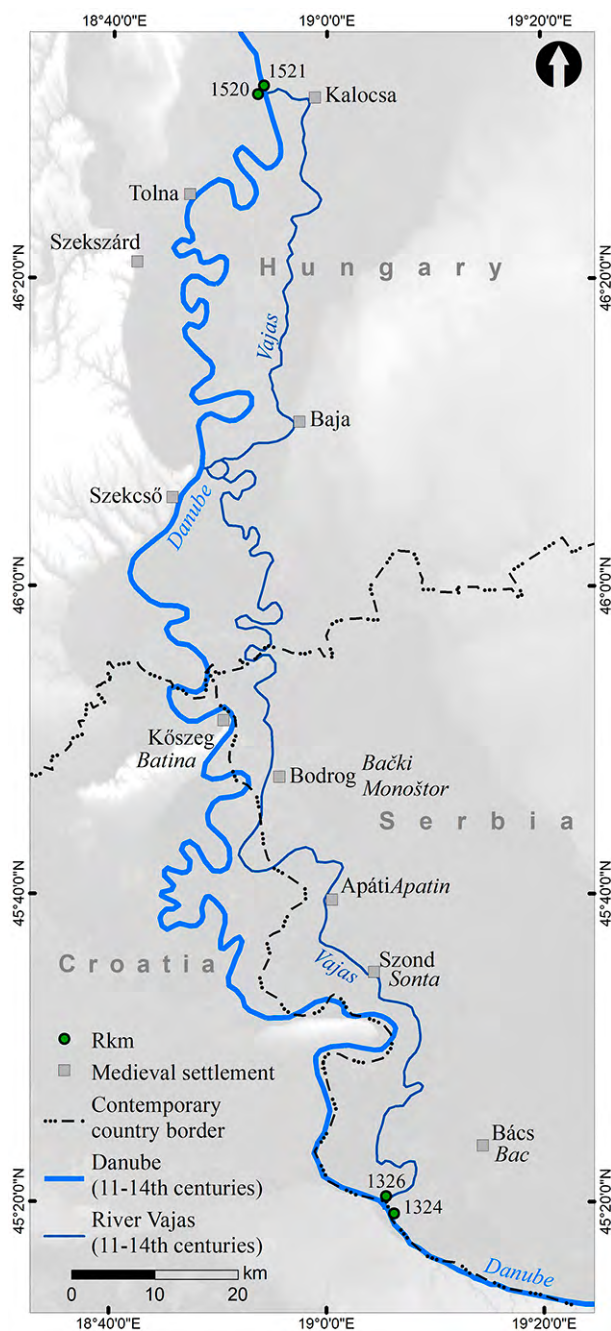 18°40'0"E
19°0'0"E
19°20'0"E
1521
1520
Kalocsa
Tolna
Szekszárd
46°20'0"N
46°20'0"N
Hungary
Vajas
Baja
Szekcső
Danube
46°0'0"N
46°0'0"N
Kőszeg
Batina
Bodrog
Bački
Monoštor
Serbia
45°40'0"N
45°40'0"N
Apáti Apatin
Croatia
Vajas
Szond
Sonta
Rkm
Medieval settlement
Contemporary
country border
Danube
(11-14th centuries)
River Vajas
(11-14th centuries)
Bács
Bac
1326
1324
45°20'0"N
45°20'0"N
km
0 10 20
Danube
18°40'0"E
19°0'0"E
19°20'0"E